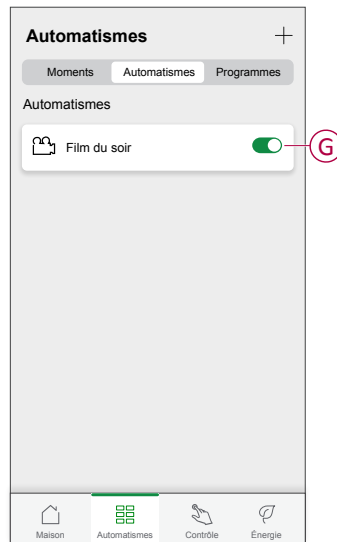 Automatismes
Moments Automatismes Programmes
Automatismes
Film du soir
G
Maison Automatismes Contrôle Énergie